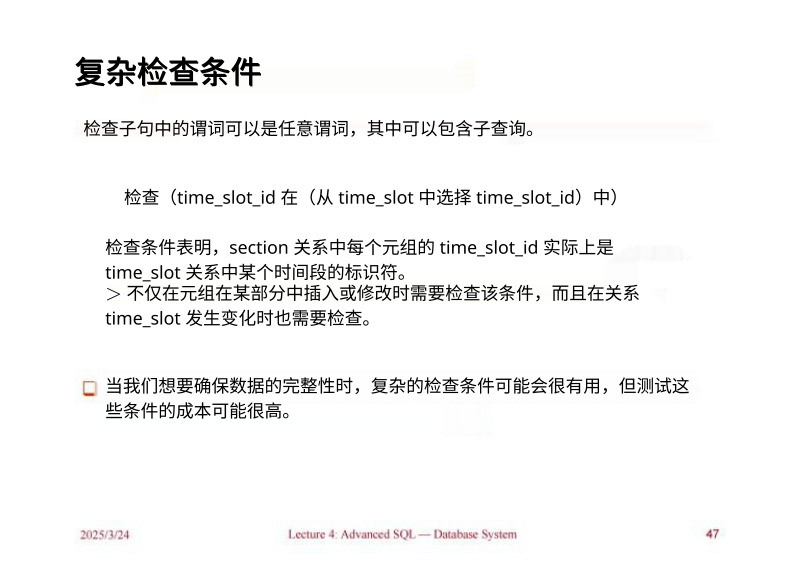 复杂检查条件
检查子句中的谓词可以是任意谓词，其中可以包含子查询。
检查（time_slot_id 在（从 time_slot 中选择 time_slot_id）中）
检查条件表明，section 关系中每个元组的 time_slot_id 实际上是
time_slot 关系中某个时间段的标识符。
＞ 不仅在元组在某部分中插入或修改时需要检查该条件，而且在关系
time_slot 发生变化时也需要检查。
当我们想要确保数据的完整性时，复杂的检查条件可能会很有用，但测试这
些条件的成本可能很高。
2025/3/24 Lecture 4: Advanced SQL — Database System 47